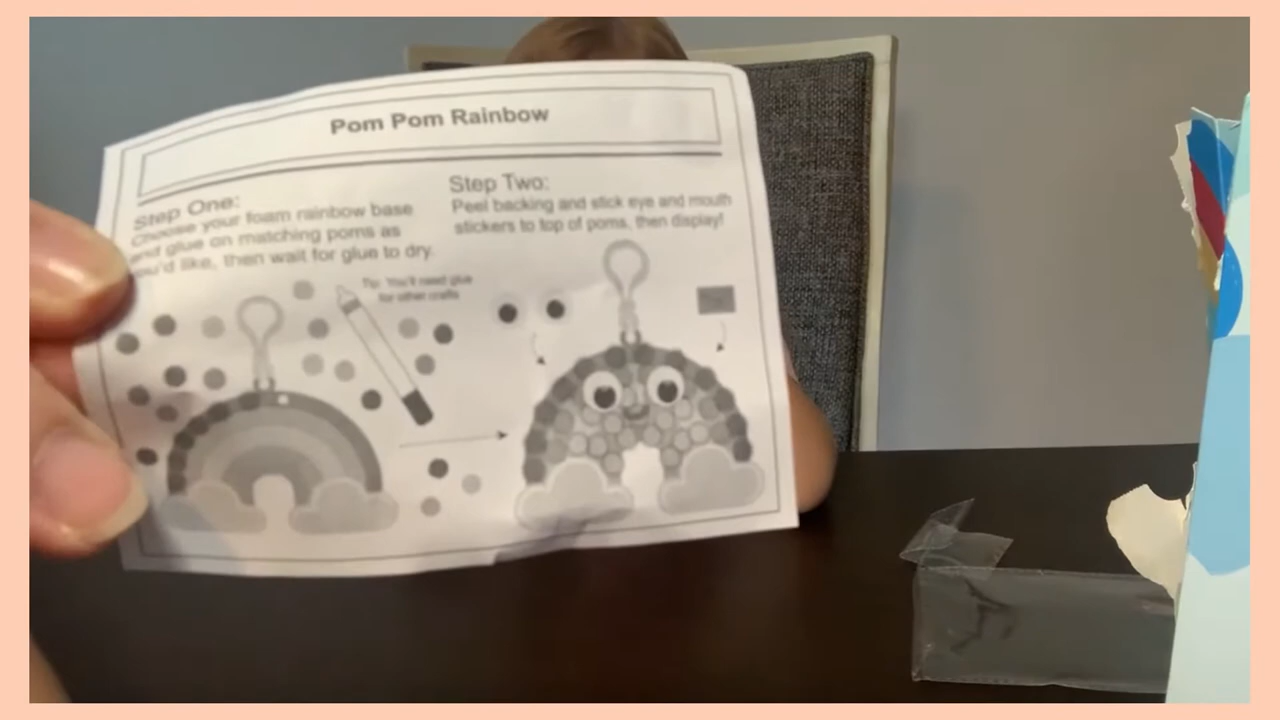 Pom Pom Rainbow
Step One:
Choose your foam rainbow base
and glue on matching poms as
you'd like, then wait for glue to dry.
Tip: You'll need glue
for other crafts
Step Two:
Peel backing and stick eye and mouth
stickers to top of poms, then display!